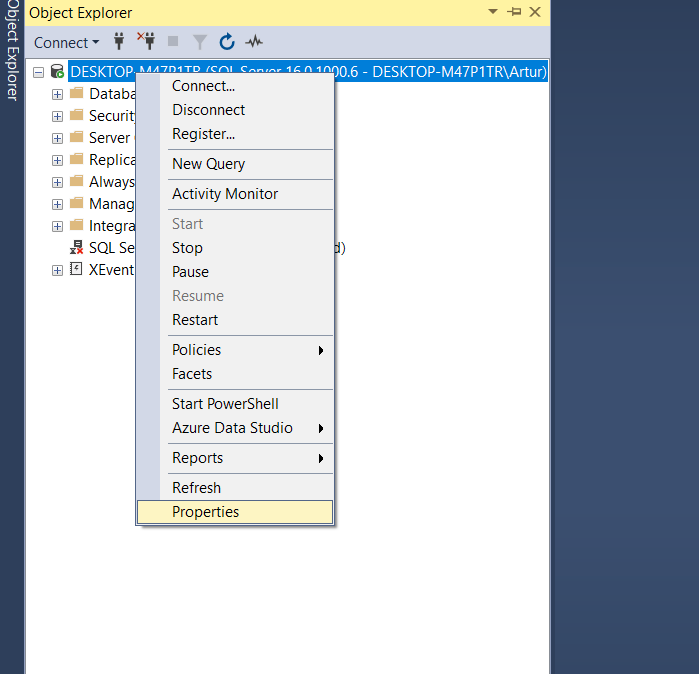 Object Explorer
Object Explorer
Connect
DESKTOP-M47P1TR (SQL Server 16.0.1000.6 - DESKTOP-M47P1TR\Artur)
Connect...
Databa
Disconnect
Securit
Register...
Server
Replica
New Query
Always
Activity Monitor
Manag
Start
Integra
SQL Se
Stop
d)
XEvent
Pause
Resume
Restart
Policies
Facets
Start PowerShell
Azure Data Studio
Reports
Refresh
Properties